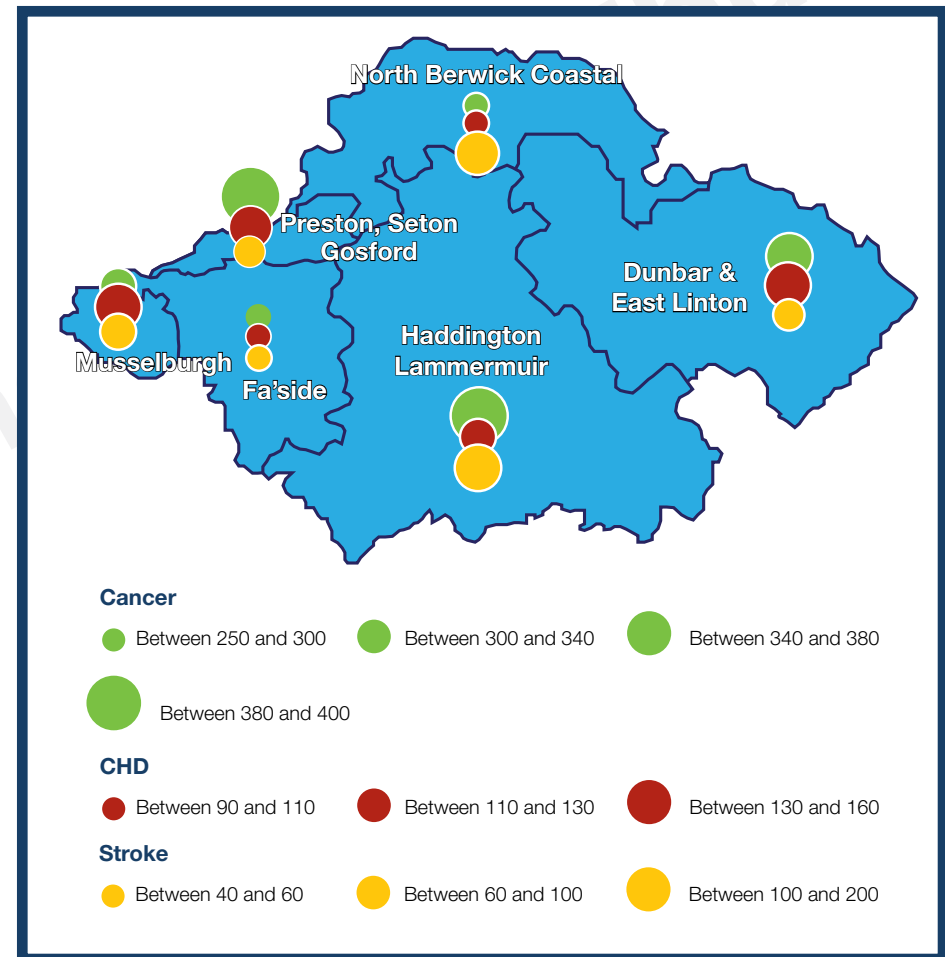 North Berwick Coastal
Preston, Seton
Gosford
Dunbar &
East Linton
Haddington
Lammermuir
Musselburgh
Fa'side
Cancer
Between 250 and 300
Between 300 and 340
Between 340 and 380
Between 380 and 400
CHD
Between 90 and 110
Between 110 and 130
Between 130 and 160
Stroke
Between 40 and 60
Between 60 and 100
Between 100 and 200